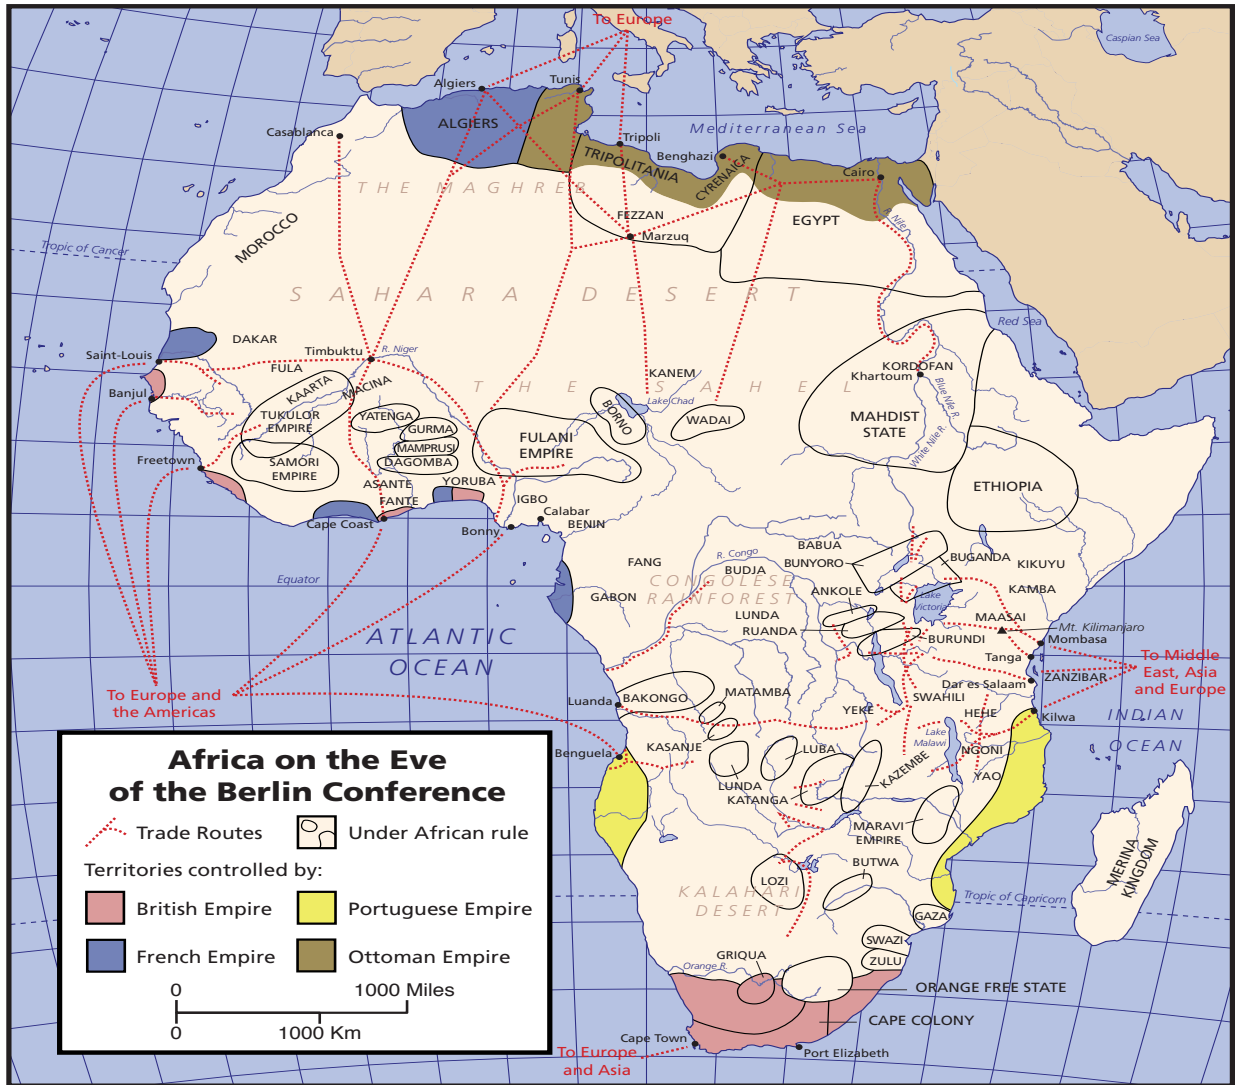 To Europe
Caspian Sea
Algiers
Tunis
ALGIERS
Casablanca
Tripoli
Mediterranean Sea
Benghazi
TRIPOLITANIA
CYRENAICA
Cairo
THE MAGHREB
FEZZAN
EGYPT
R. Nile
MOROCCO
Marzuq
Tropic of Cancer
SAHARA DESERT
Red Sea
DAKAR
Saint-Louis
Timbuktu
R. Niger
FULA
KANEM
KORDOFAN
Khartoum
THE SAHEL
KAARTA
MACINA
Banjul
Lake Chad
Blue Nile R.
TUKULOR
EMPIRE
YATENGA
BORNO
WADAI
MAHDIST
STATE
GURMA
FULANI
EMPIRE
MAMPRUSI
White Nile R.
Freetown
SAMORI
EMPIRE
DAGOMBA
ASANTE
YORUBA
ETHIOPIA
FANTE
IGBO
Cape Coast
Calabar
BENIN
Bonny
BABUA
R. Congo
BUNYORO
BUGANDA
FANG
BUDJA
KIKUYU
Equator
CONGOLESE
RAINFOREST
GABON
ANKOLE
Lake
Victoria
KAMBA
LUNDA
MAASAI
RUANDA
Mt. Kilimanjaro
ATLANTIC
OCEAN
BURUNDI
Mombasa
Tanga
To Middle
East, Asia
and Europe
ZANZIBAR
Dar es Salaam
To Europe and
the Americas
BAKONGO
MATAMBA
Luanda
SWAHILI
YEKE
HEHE
Kilwa
INDIAN
OCEAN
Lake
Malawi
Benguela
KASANJE
LUBA
NGONI
KAZEMBE
YAO
LUNDA
KATANGA
MARAVI
EMPIRE
BUTWA
MERINA
KINGDOM
LOZI
KALAHARI
DESERT
Tropic of Capricorn
GAZA
SWAZI
GRIQUA
ZULU
Orange R.
ORANGE FREE STATE
CAPE COLONY
Cape Town
Port Elizabeth
To Europe
and Asia
Africa on the Eve
of the Berlin Conference
Trade Routes
Under African rule
Territories controlled by:
British Empire
Portuguese Empire
French Empire
Ottoman Empire
0 1000 Miles
0 1000 Km